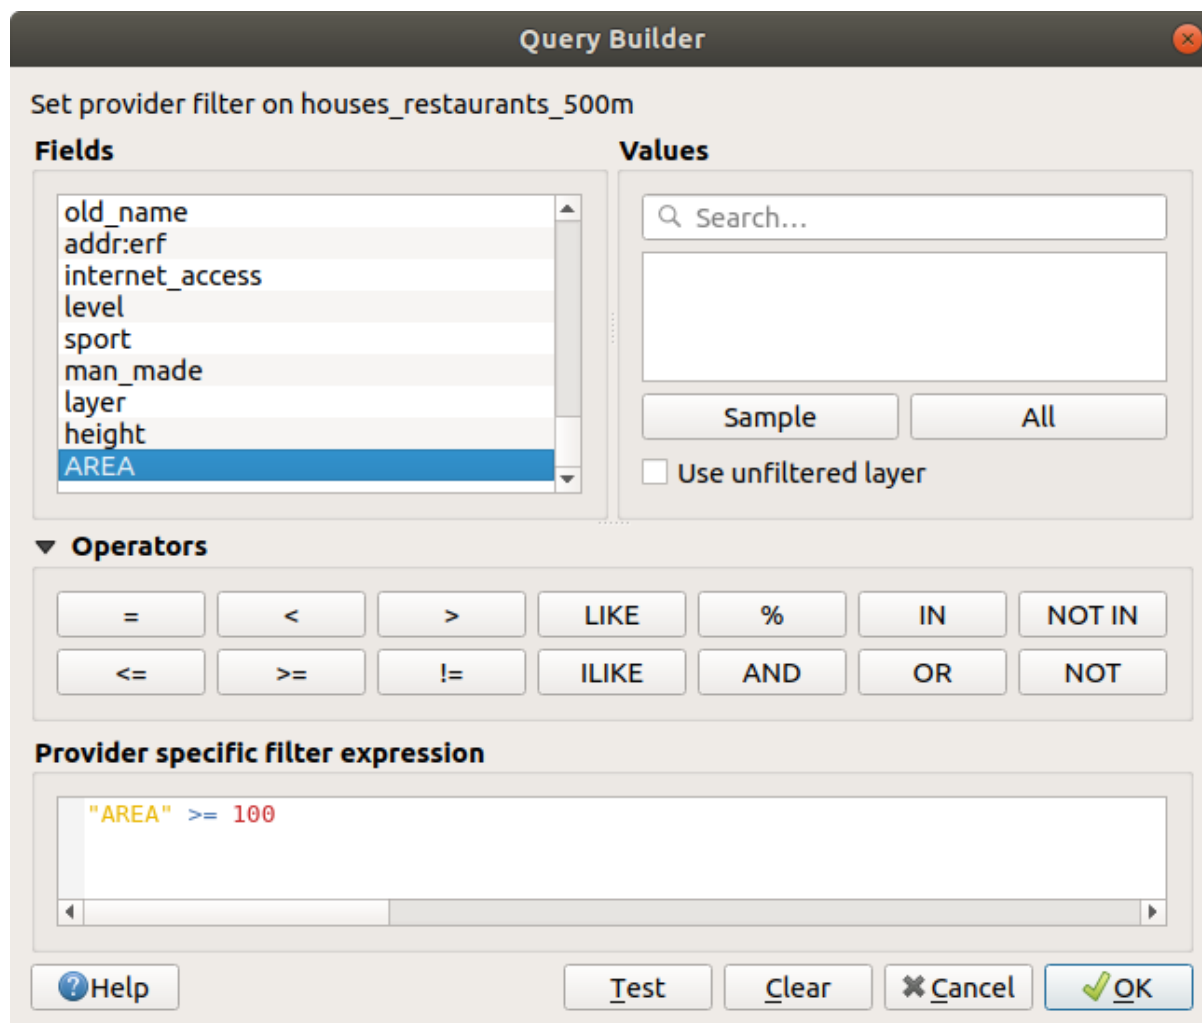 Query Builder
Set provider filter on houses_restaurants_500m
Fields
Values
old_name
addr:erf
internet_access
level
sport
man_made
layer
height
AREA
Search...
Sample
All
Use unfiltered layer
Operators
=
<
>
LIKE
%
IN
NOT IN
<=
>=
!=
ILIKE
AND
OR
NOT
Provider specific filter expression
"AREA" >= 100
Help
Test
Clear
Cancel
OK